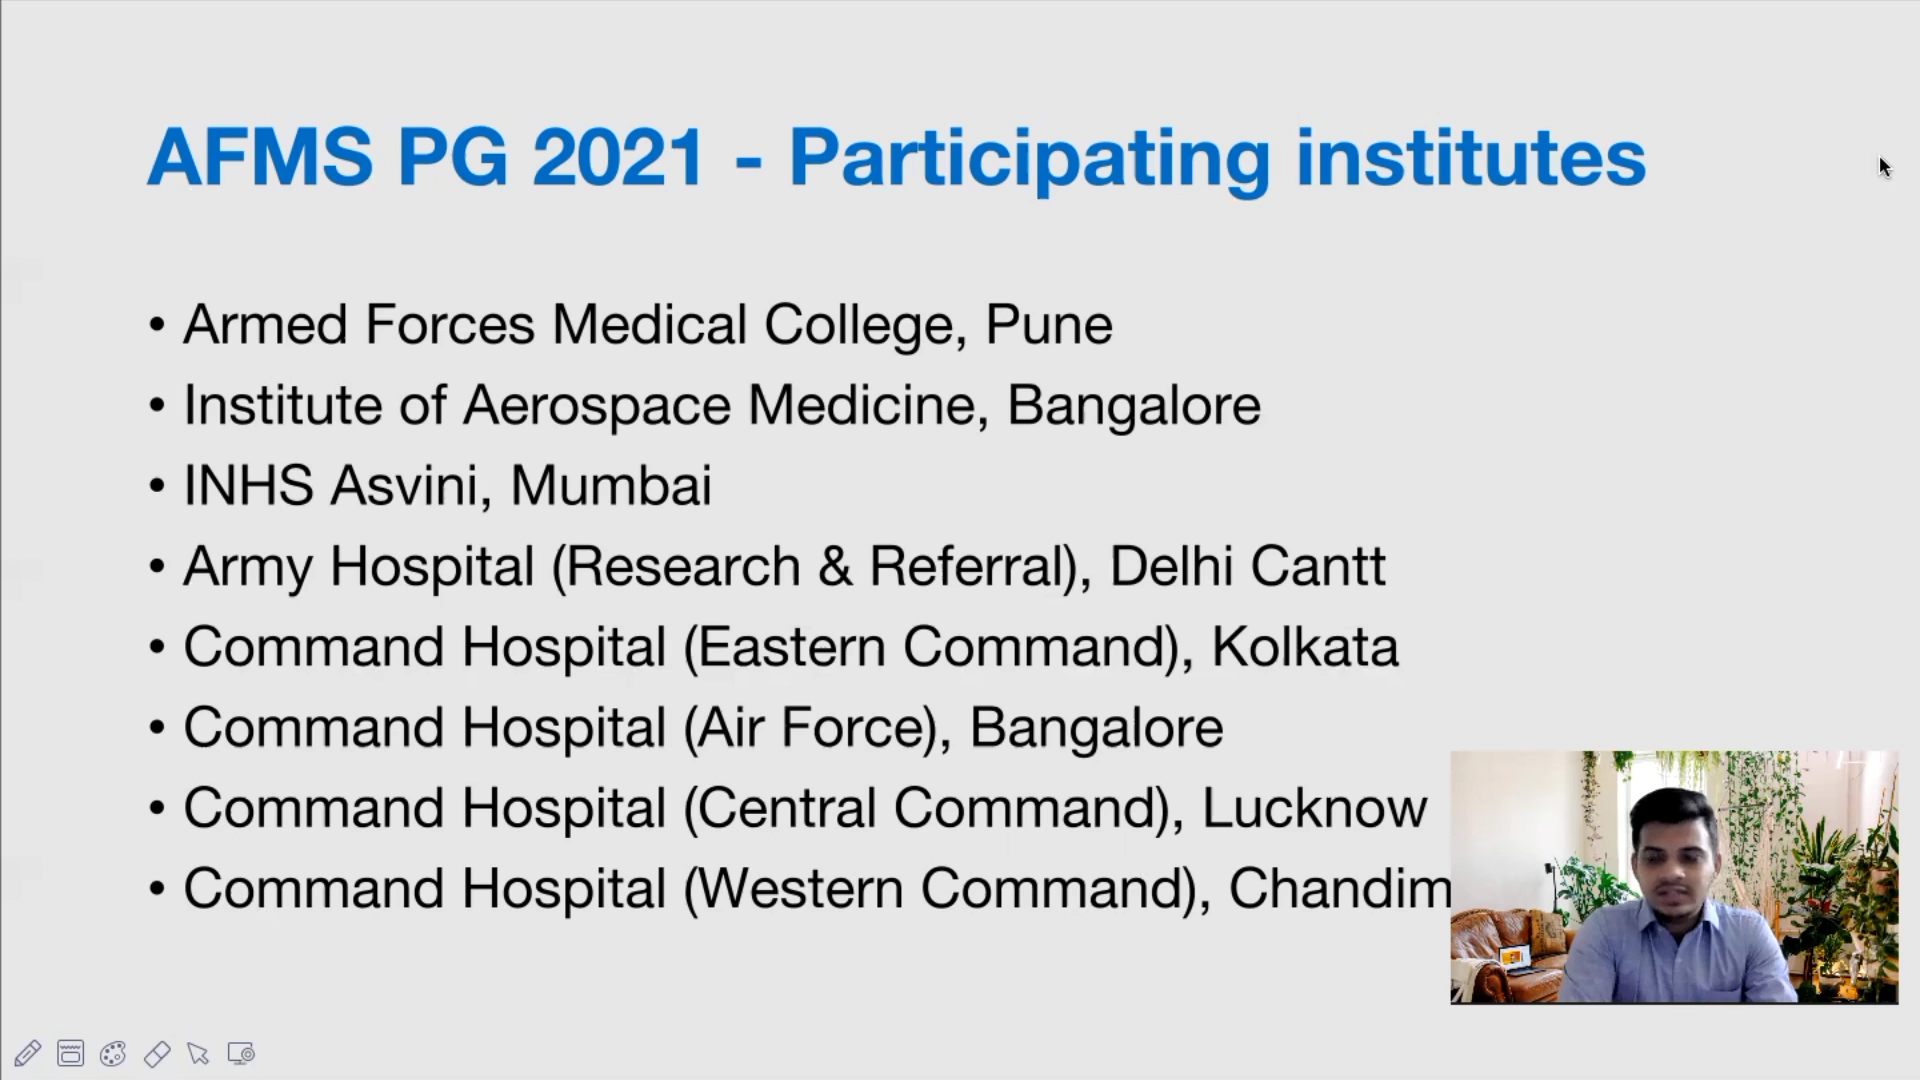 AFMS PG 2021 - Participating institutes
• Armed Forces Medical College, Pune
• Institute of Aerospace Medicine, Bangalore
• INHS Asvini, Mumbai
• Army Hospital (Research & Referral), Delhi Cantt
• Command Hospital (Eastern Command), Kolkata
• Command Hospital (Air Force), Bangalore
• Command Hospital (Central Command), Lucknow
• Command Hospital (Western Command), Chandim